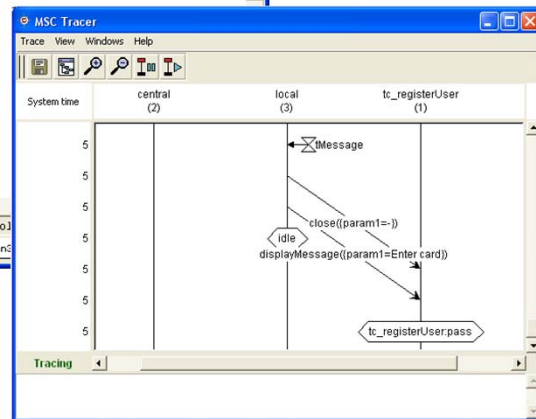 MSC Tracer
Trace View Windows Help
System time
central
(2)
local
(3)
tc_registerUser
(1)
5
tMessage
5
5
close((param1=-))
5
idle
displayMessage((param1=Enter card))
5
5
5
tc_registerUser:pass
Tracing